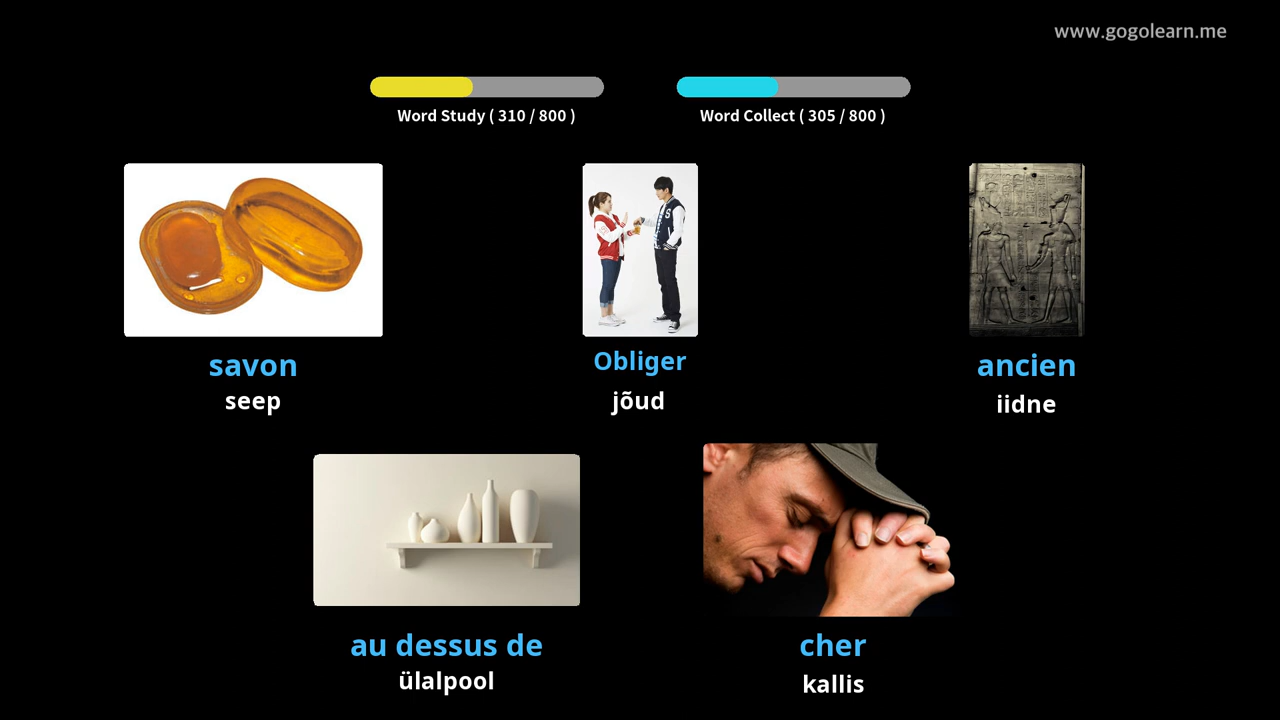 www.gogolearn.me
Word Study ( 310 / 800 )
Word Collect ( 305 / 800 )
savon
seep
Obliger
jõud
ancien
iidne
au dessus de
ülalpool
cher
kallis